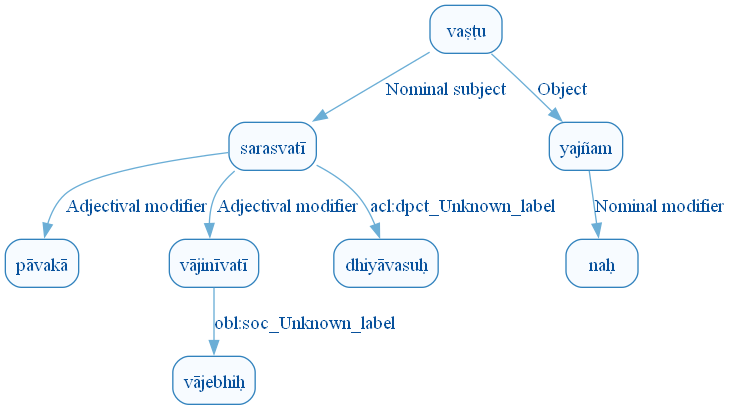 vaṣṭu
Nominal subject
Object
sarasvatī
yajñam
Adjectival modifier
Adjectival modifier
acl:dpct_Unknown_label
Nominal modifier
pāvakā
vājinīvatī
dhiyāvasuḥ
naḥ
obl:soc_Unknown_label
vājebhiḥ